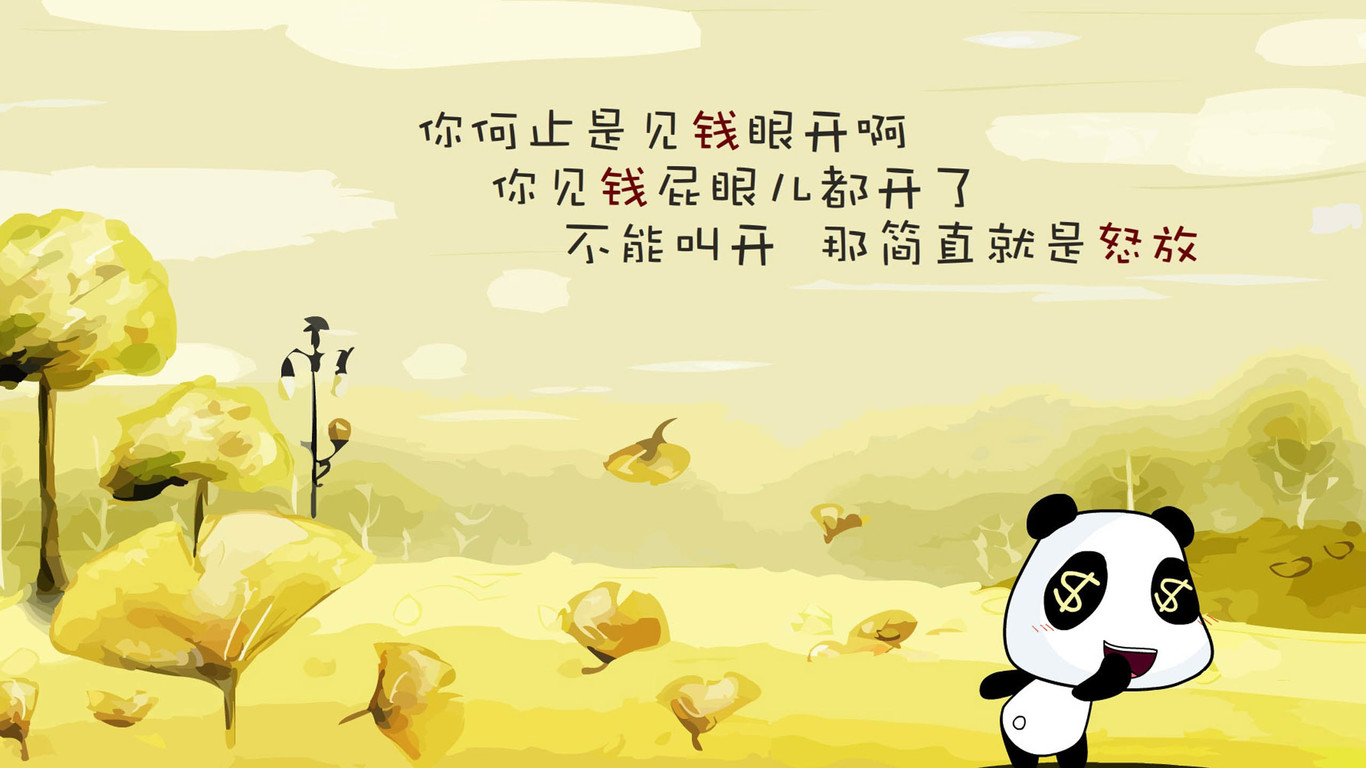 你何止是见钱眼开啊
你见钱屁眼儿都开了
不能叫开 那简直就是怒放